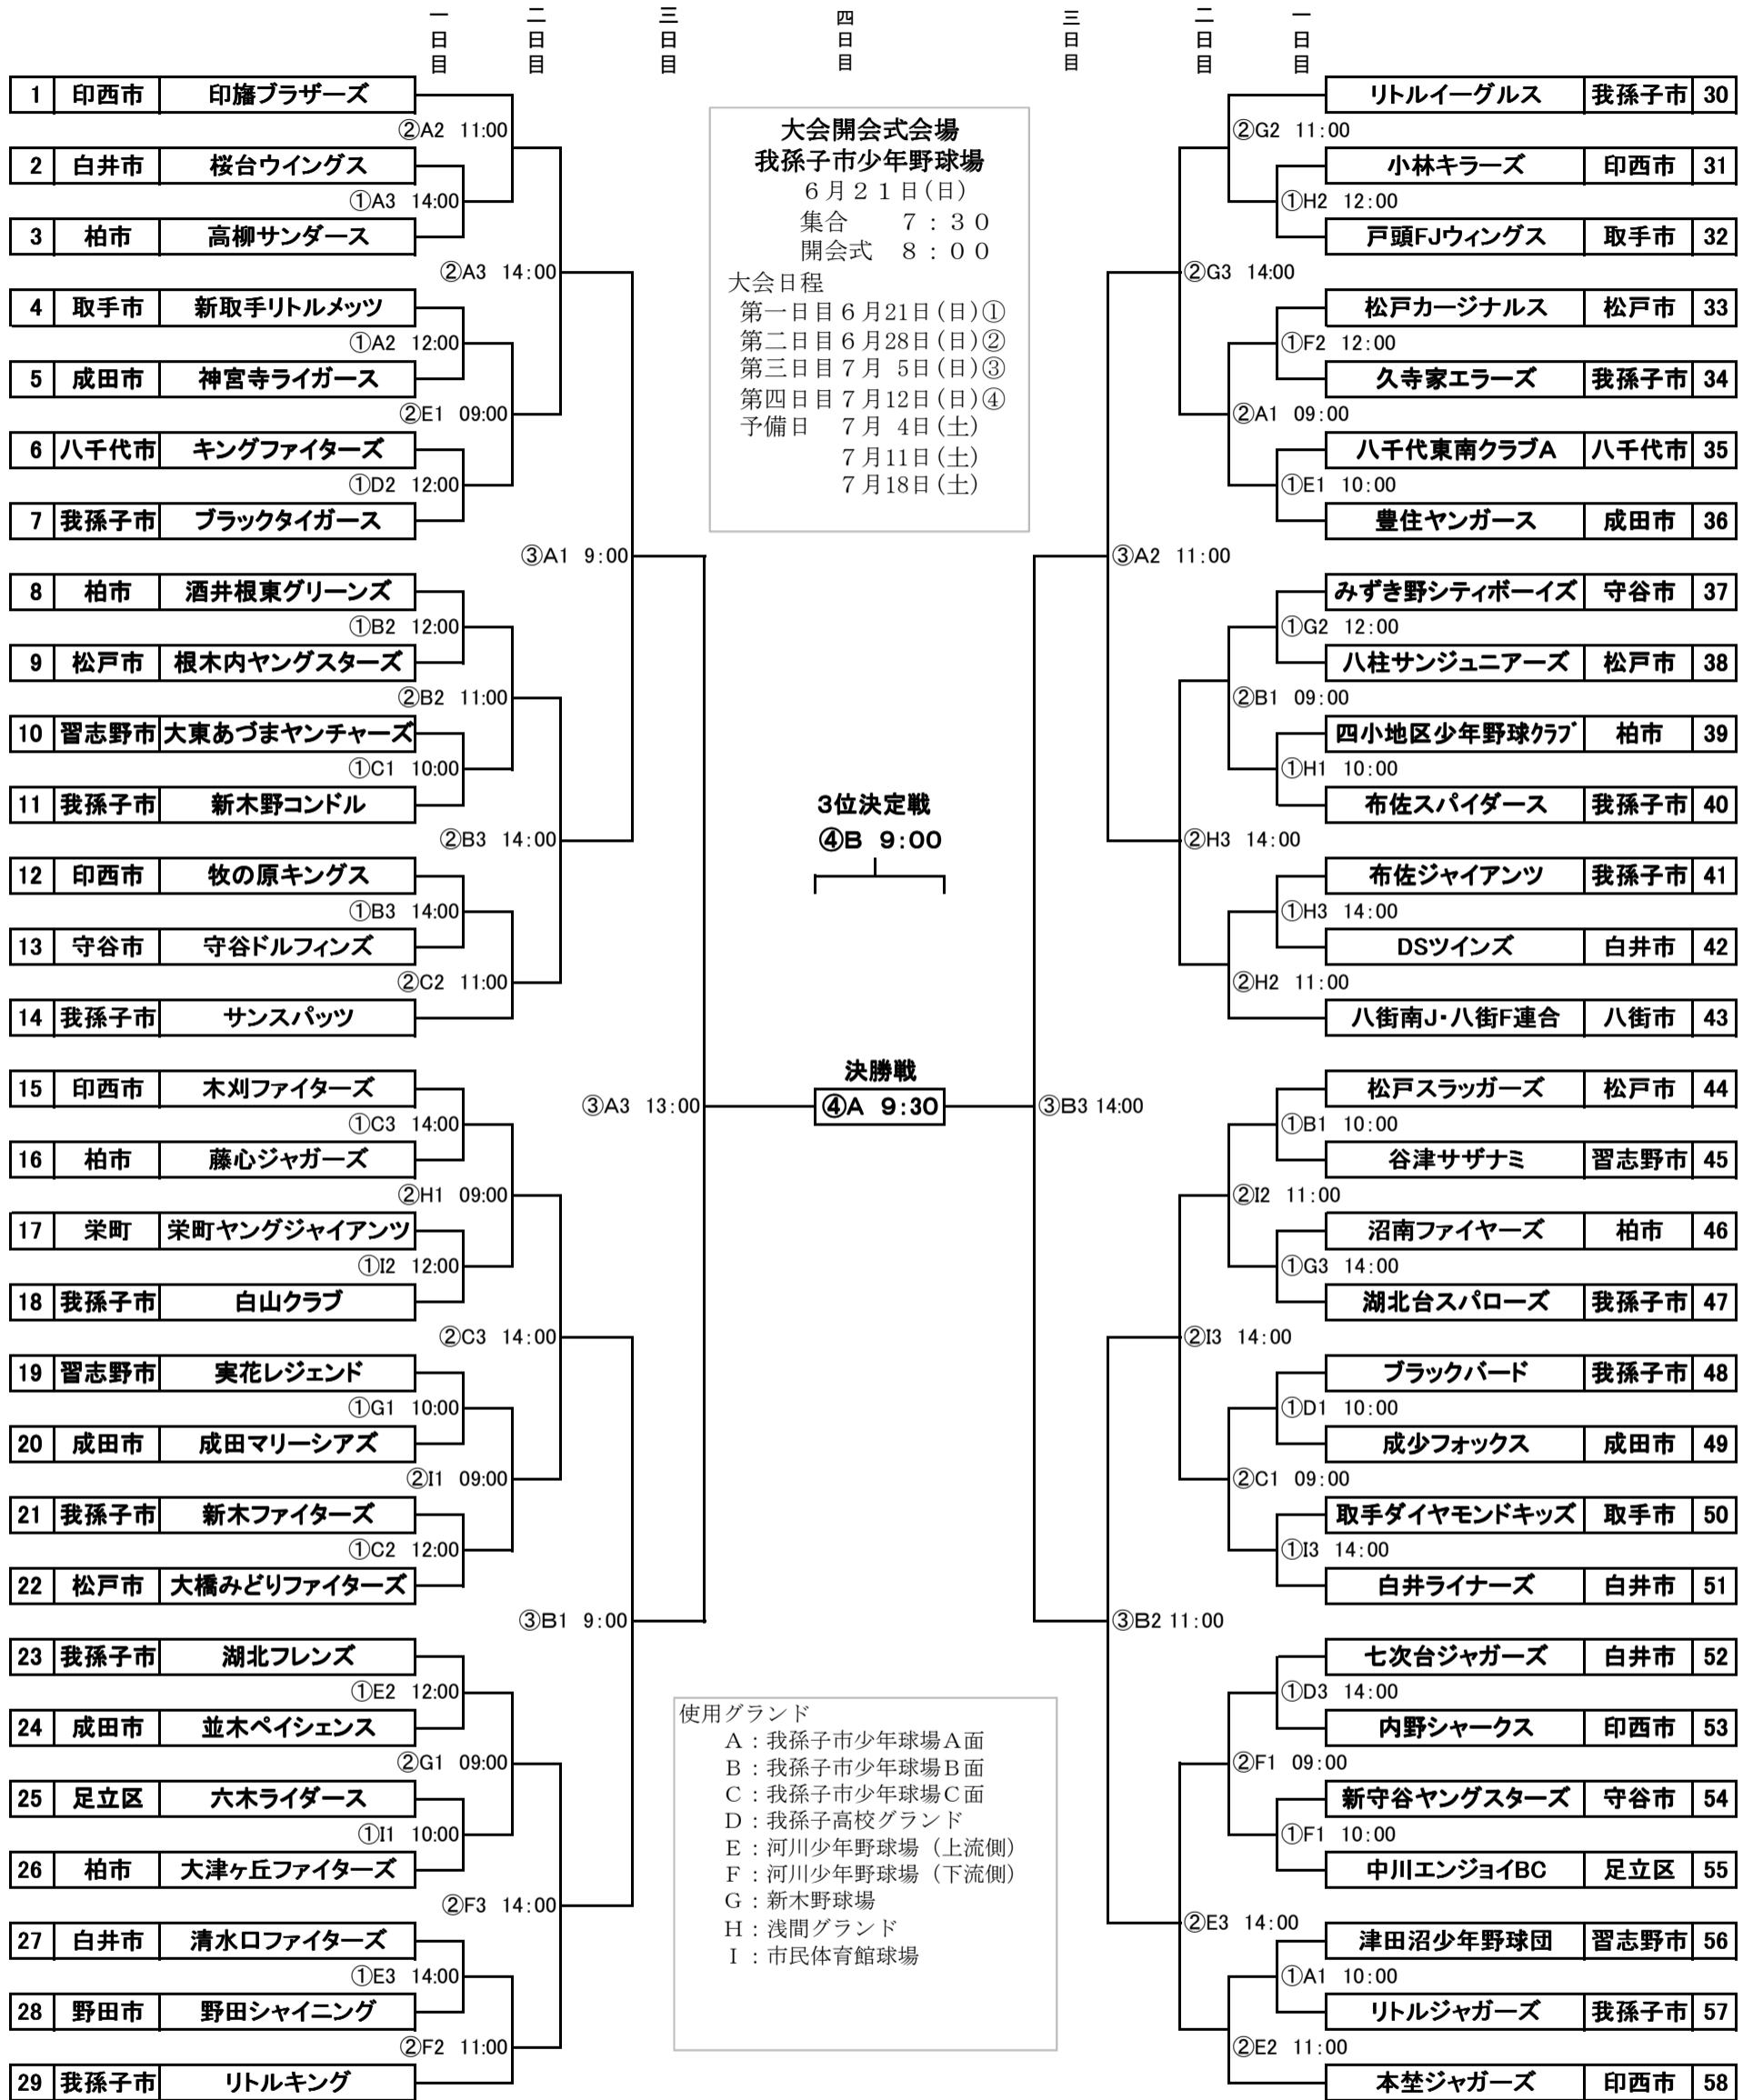 一日目 二日目 三日目 四日目 三日目 二日目 一日目
1 印西市 印旛ブラザーズ
②A2 11:00
2 白井市 桜台ウイングス
①A3 14:00
3 柏市 高柳サンダース
②A3 14:00
4 取手市 新取手リトルメッツ
①A2 12:00
5 成田市 神宮寺ライガース
②E1 09:00
6 八千代市 キングファイターズ
①D2 12:00
7 我孫子市 ブラックタイガース
③A1 9:00
8 柏市 酒井根東グリーンズ
①B2 12:00
9 松戸市 根木内ヤングスターズ
②B2 11:00
10 習志野市 大東あづまヤンチャーズ
①C1 10:00
11 我孫子市 新木野コンドル
②B3 14:00
12 印西市 牧の原キングス
①B3 14:00
13 守谷市 守谷ドルフィンズ
②C2 11:00
14 我孫子市 サンスパッツ
③A3 13:00
15 印西市 木刈ファイターズ
①C3 14:00
16 柏市 藤心ジャガーズ
②H1 09:00
17 栄町 栄町ヤングジャイアンツ
①I2 12:00
18 我孫子市 白山クラブ
②C3 14:00
19 習志野市 実花レジェンド
①G1 10:00
20 成田市 成田マリーシアズ
②I1 09:00
21 我孫子市 新木ファイターズ
①C2 12:00
22 松戸市 大橋みどりファイターズ
③B1 9:00
23 我孫子市 湖北フレンズ
①E2 12:00
24 成田市 並木ペイシェンス
②G1 09:00
25 足立区 六木ライダース
①I1 10:00
26 柏市 大津ヶ丘ファイターズ
②F3 14:00
27 白井市 清水口ファイターズ
①E3 14:00
28 野田市 野田シャイニング
②F2 11:00
29 我孫子市 リトルキング
大会開会式会場
我孫子市少年野球場
6月21日(日)
集合 7:30
開会式 8:00
大会日程
第一日目6月21日(日)①
第二日目6月28日(日)②
第三日目7月 5日(日)③
第四日目7月12日(日)④
予備日 7月 4日(土)
7月11日(土)
7月18日(土)
3位決定戦
④B 9:00
決勝戦
④A 9:30
使用グランド
A:我孫子市少年球場A面
B:我孫子市少年球場B面
C:我孫子市少年球場C面
D:我孫子高校グランド
E:河川少年野球場(上流側)
F:河川少年野球場(下流側)
G:新木野球場
H:浅間グランド
I:市民体育館球場
リトルイーグルス 我孫子市 30
②G2 11:00
小林キラーズ 印西市 31
①H2 12:00
戸頭FJウィングス 取手市 32
②G3 14:00
松戸カージナルス 松戸市 33
①F2 12:00
久寺家エラーズ 我孫子市 34
②A1 09:00
八千代東南クラブA 八千代市 35
①E1 10:00
豊住ヤンガース 成田市 36
③A2 11:00
みずき野シティボーイズ 守谷市 37
①G2 12:00
八柱サンジュニアーズ 松戸市 38
②B1 09:00
四小地区少年野球クラブ 柏市 39
①H1 10:00
布佐スパイダース 我孫子市 40
②H3 14:00
布佐ジャイアンツ 我孫子市 41
①H3 14:00
DSツインズ 白井市 42
②H2 11:00
八街南J・八街F連合 八街市 43
③B3 14:00
松戸スラッガーズ 松戸市 44
①B1 10:00
谷津サザナミ 習志野市 45
②I2 11:00
沼南ファイヤーズ 柏市 46
①G3 14:00
湖北台スパローズ 我孫子市 47
②I3 14:00
ブラックバード 我孫子市 48
①D1 10:00
成少フォックス 成田市 49
②C1 09:00
取手ダイヤモンドキッズ 取手市 50
①I3 14:00
白井ライナーズ 白井市 51
③B2 11:00
七次台ジャガーズ 白井市 52
①D3 14:00
内野シャークス 印西市 53
②F1 09:00
新守谷ヤングスターズ 守谷市 54
①F1 10:00
中川エンジョイBC 足立区 55
②E3 14:00
津田沼少年野球団 習志野市 56
①A1 10:00
リトルジャガーズ 我孫子市 57
②E2 11:00
本埜ジャガーズ 印西市 58